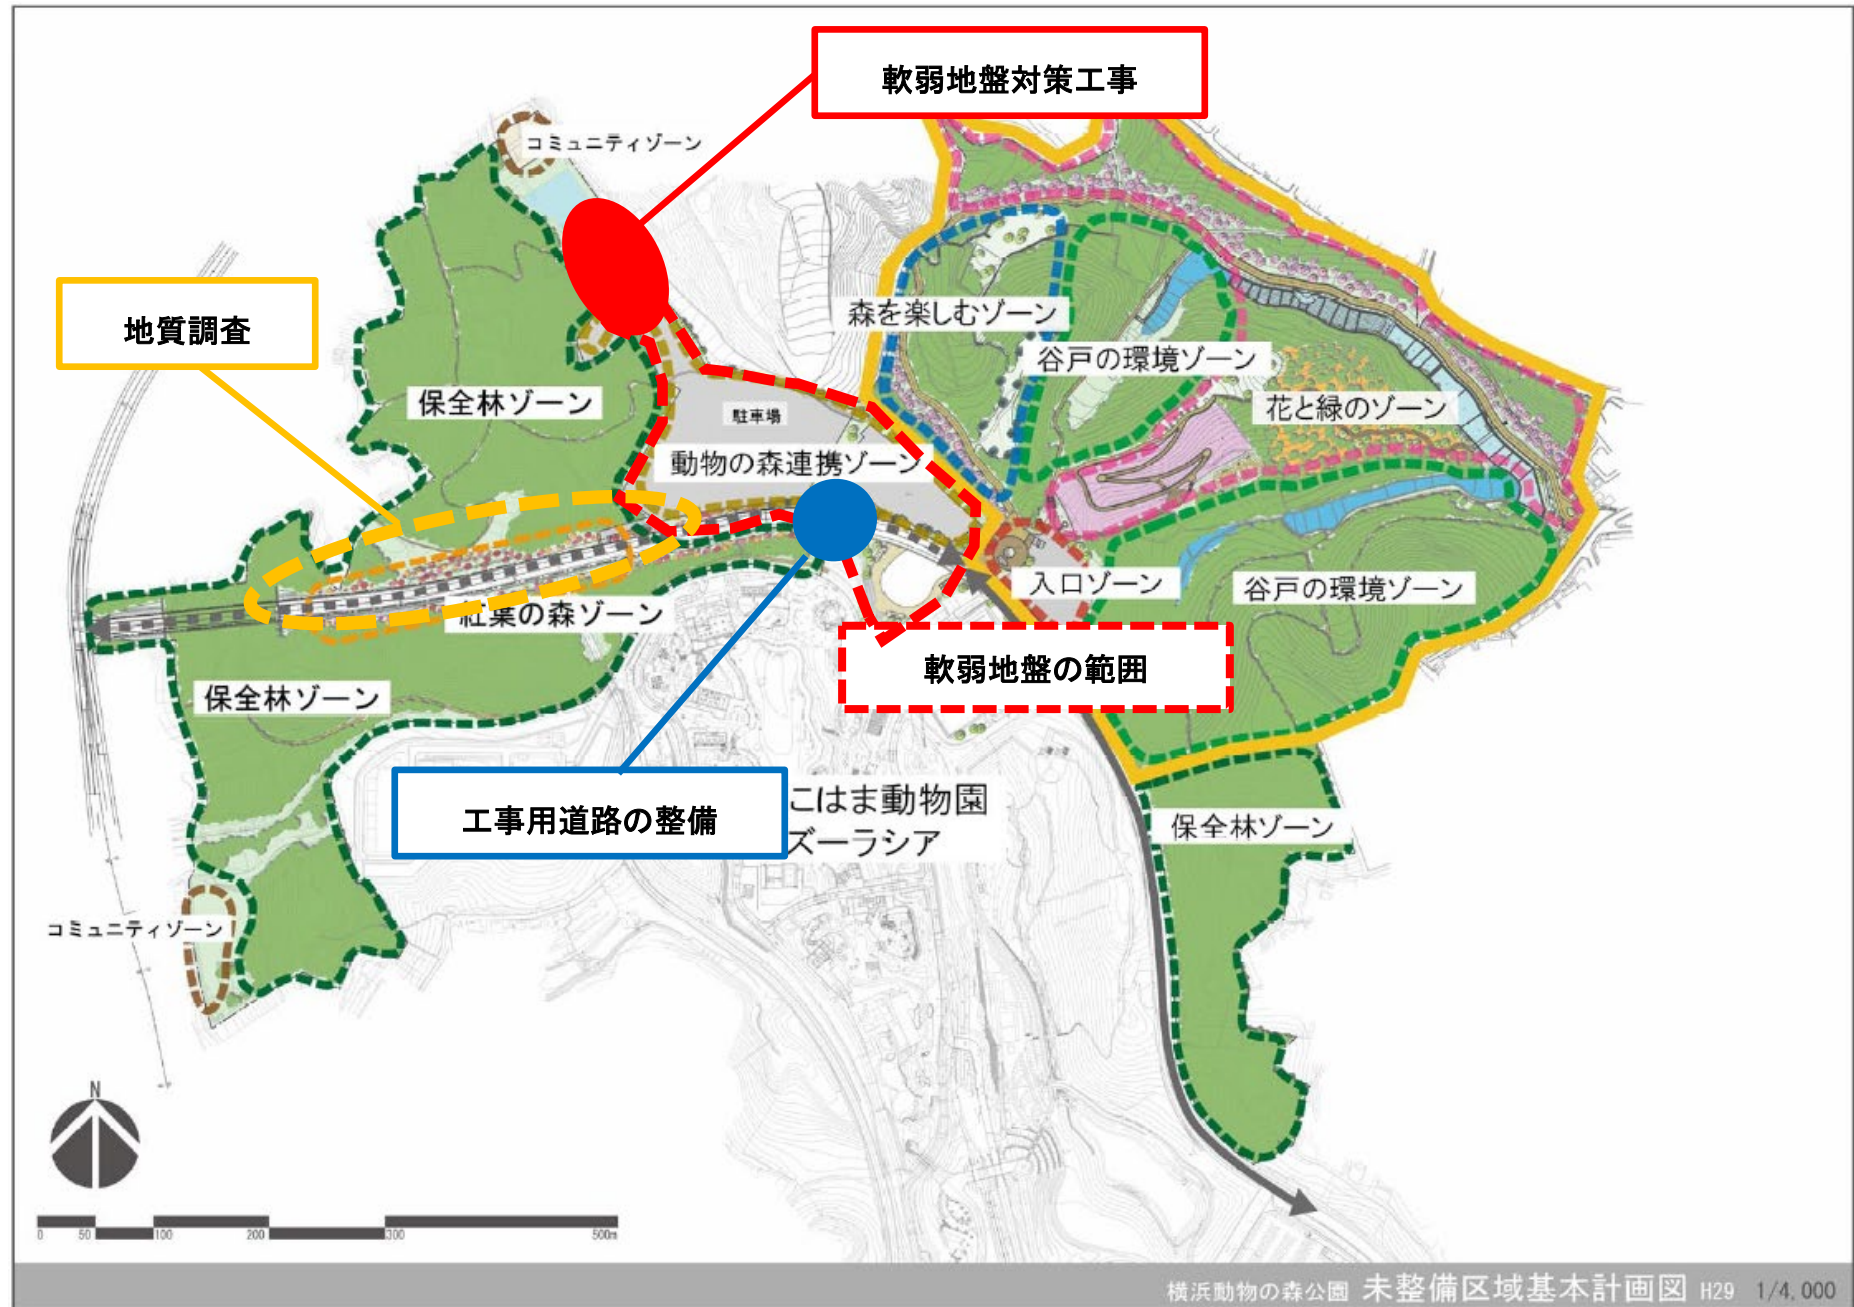 軟弱地盤対策工事
コミュニティゾーン
地質調査
森を楽しむゾーン
谷戸の環境ゾーン
保全林ゾーン
駐車場
花と緑のゾーン
動物の森連携ゾーン
入口ゾーン
谷戸の環境ゾーン
紅葉の森ゾーン
軟弱地盤の範囲
保全林ゾーン
工事用道路の整備
こはま動物園
ズーラシア
保全林ゾーン
コミュニティゾーン
N
0 50 100 200 300 500m
横浜動物の森公園 未整備区域基本計画図 H29 1/4,000